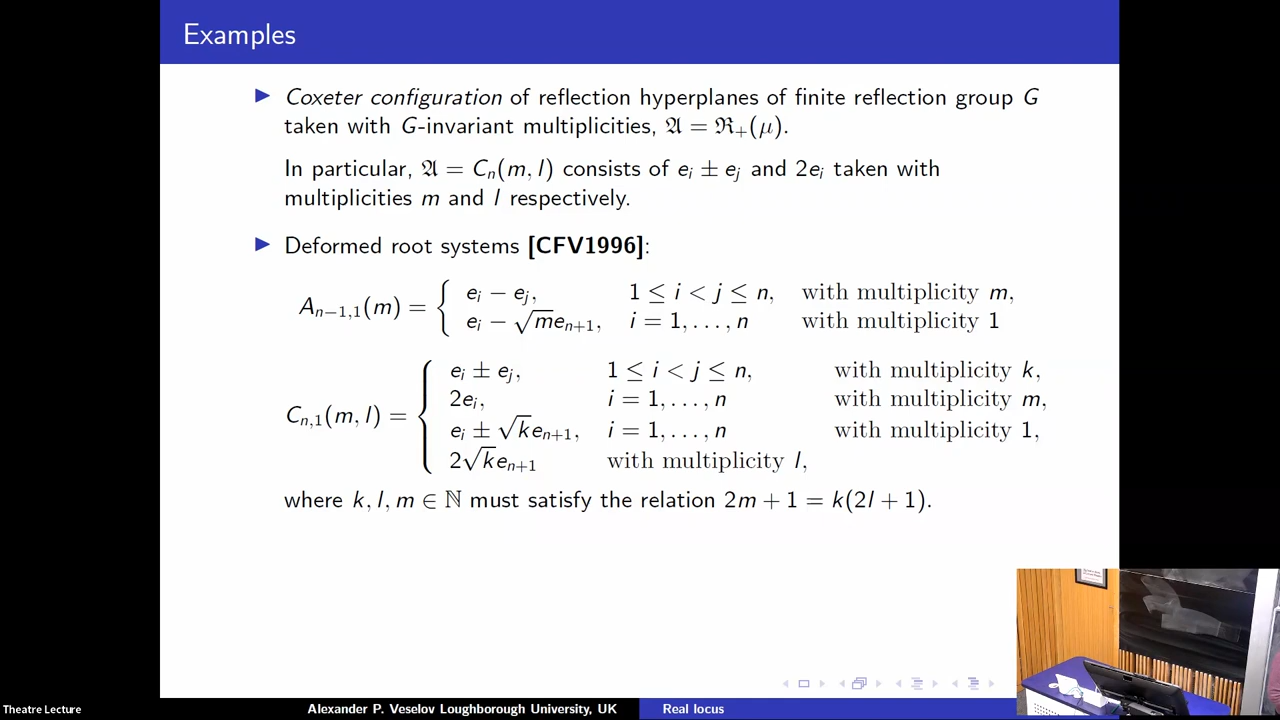 Examples
Coxeter configuration of reflection hyperplanes of finite reflection group G
taken with G-invariant multiplicities, 𝔄 = ℜ₊(μ).
In particular, 𝔄 = Cₙ(m, l) consists of eᵢ ± eⱼ and 2eᵢ taken with
multiplicities m and l respectively.
Deformed root systems [CFV1996]:
Aₙ₋₁,₁(m) = { eᵢ − eⱼ, 1 ≤ i < j ≤ n, with multiplicity m,
eᵢ − √m eₙ₊₁, i = 1, . . . , n with multiplicity 1
Cₙ,₁(m, l) = { eᵢ ± eⱼ, 1 ≤ i < j ≤ n, with multiplicity k,
2eᵢ, i = 1, . . . , n with multiplicity m,
eᵢ ± √k eₙ₊₁, i = 1, . . . , n with multiplicity 1,
2√k eₙ₊₁ with multiplicity l,
where k, l, m ∈ ℕ must satisfy the relation 2m + 1 = k(2l + 1).
Theatre Lecture
Alexander P. Veselov Loughborough University, UK
Real locus